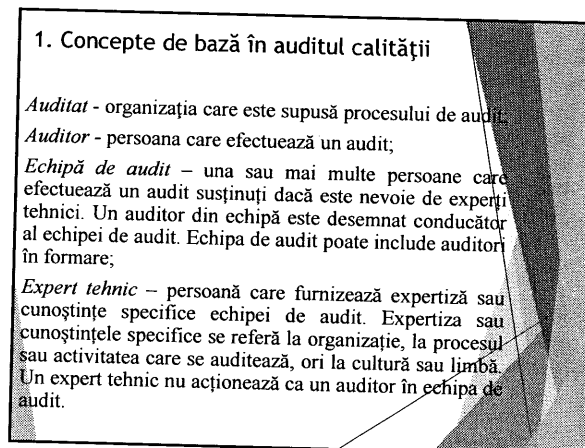 1. Concepte de bază în auditul calităţii
Auditat - organizaţia care este supusă procesului de audit;
Auditor - persoana care efectuează un audit;
Echipă de audit – una sau mai multe persoane care
efectuează un audit susţinuţi dacă este nevoie de experţi
tehnici. Un auditor din echipă este desemnat conducător
al echipei de audit. Echipa de audit poate include auditori
în formare;
Expert tehnic – persoană care furnizează expertiză sau
cunoştinţe specifice echipei de audit. Expertiza sau
cunoştinţele specifice se referă la organizaţie, la procesul
sau activitatea care se auditează, ori la cultură sau limbă.
Un expert tehnic nu acţionează ca un auditor în echipa de
audit.